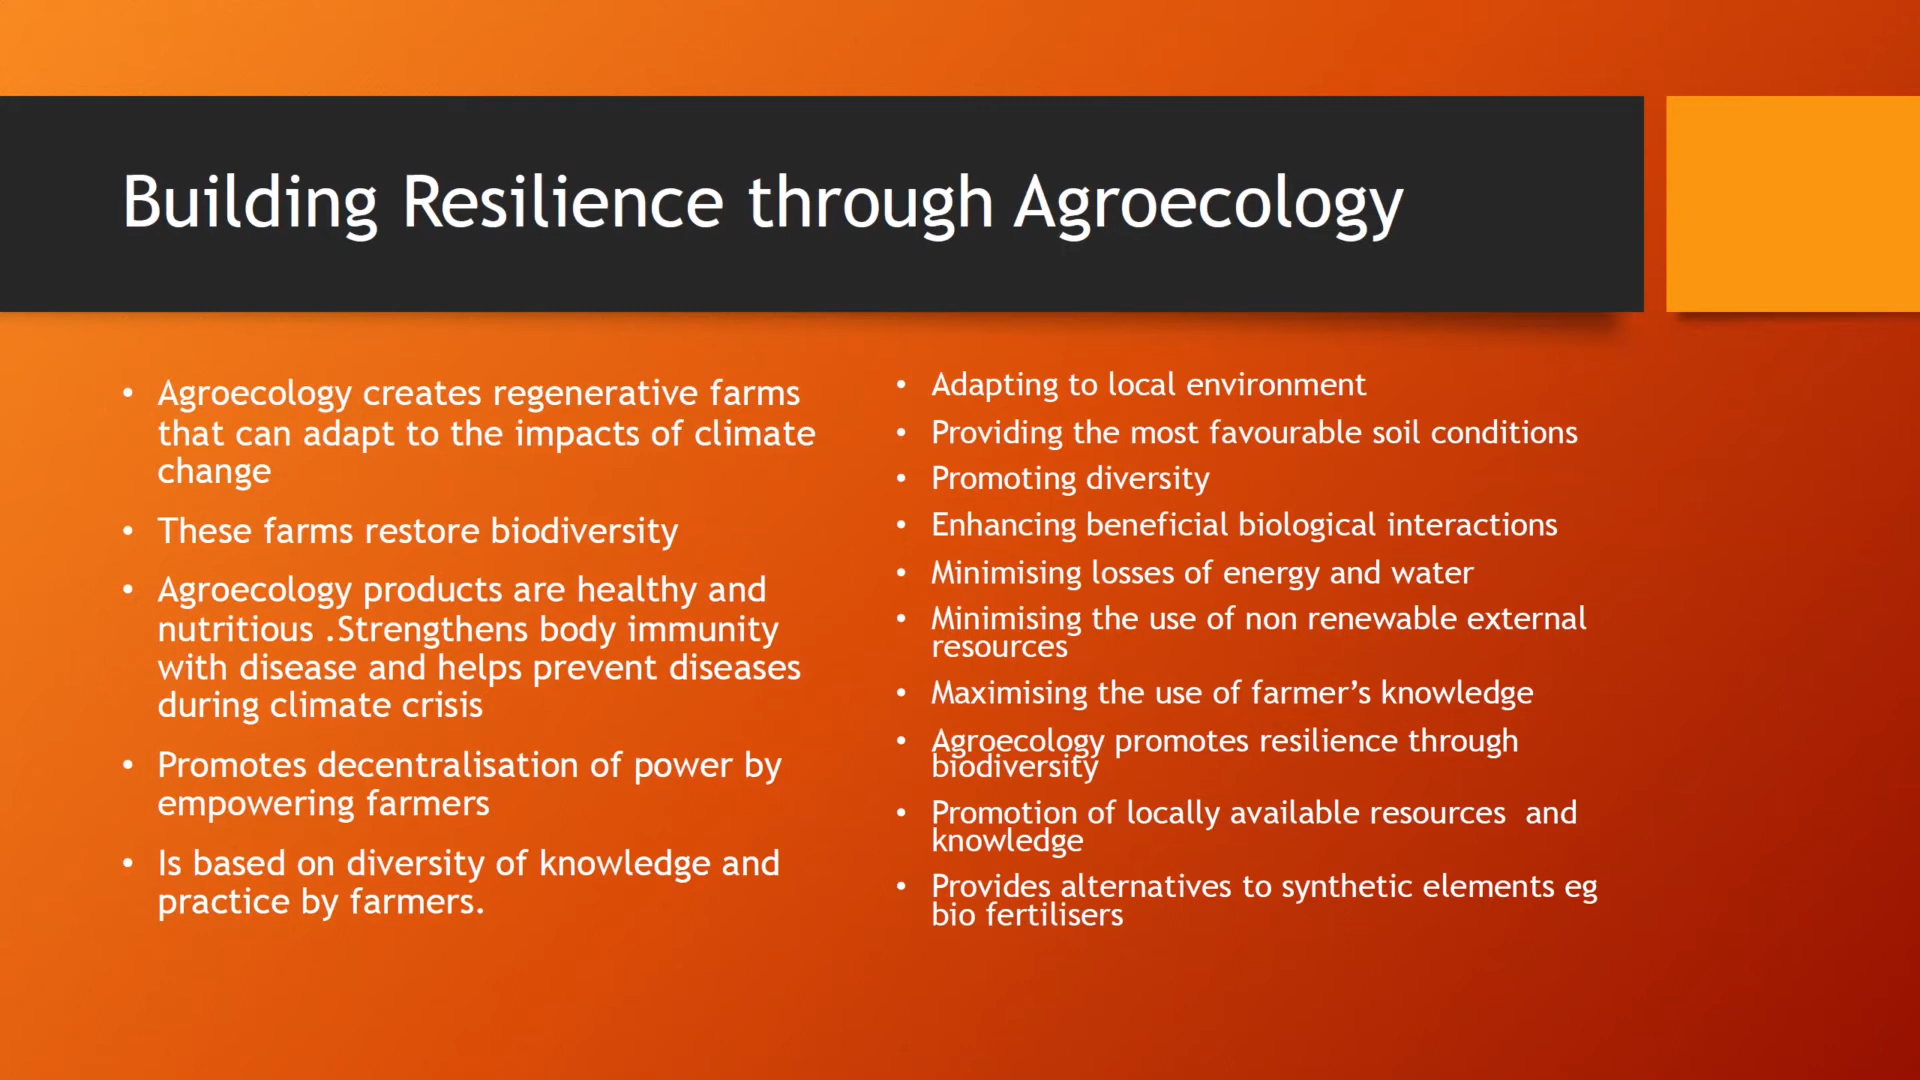 Building Resilience through Agroecology
• Agroecology creates regenerative farms
that can adapt to the impacts of climate
change
• These farms restore biodiversity
• Agroecology products are healthy and
nutritious .Strengthens body immunity
with disease and helps prevent diseases
during climate crisis
• Promotes decentralisation of power by
empowering farmers
• Is based on diversity of knowledge and
practice by farmers.
• Adapting to local environment
• Providing the most favourable soil conditions
• Promoting diversity
• Enhancing beneficial biological interactions
• Minimising losses of energy and water
• Minimising the use of non renewable external
resources
• Maximising the use of farmer’s knowledge
• Agroecology promotes resilience through
biodiversity
• Promotion of locally available resources  and
knowledge
• Provides alternatives to synthetic elements eg
bio fertilisers